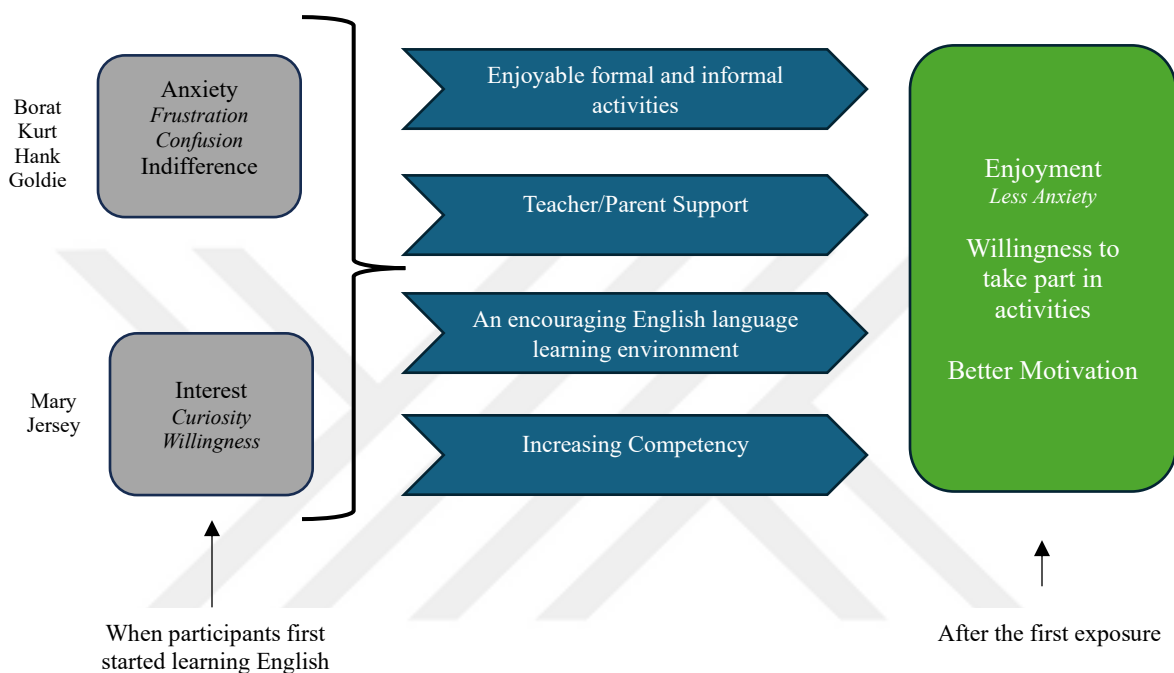 Borat
Kurt
Hank
Goldie
Anxiety
Frustration
Confusion
Indifference
Mary
Jersey
Interest
Curiosity
Willingness
When participants first
started learning English
Enjoyable formal and informal
activities
Teacher/Parent Support
An encouraging English language
learning environment
Increasing Competency
Enjoyment
Less Anxiety
Willingness to
take part in
activities
Better Motivation
After the first exposure